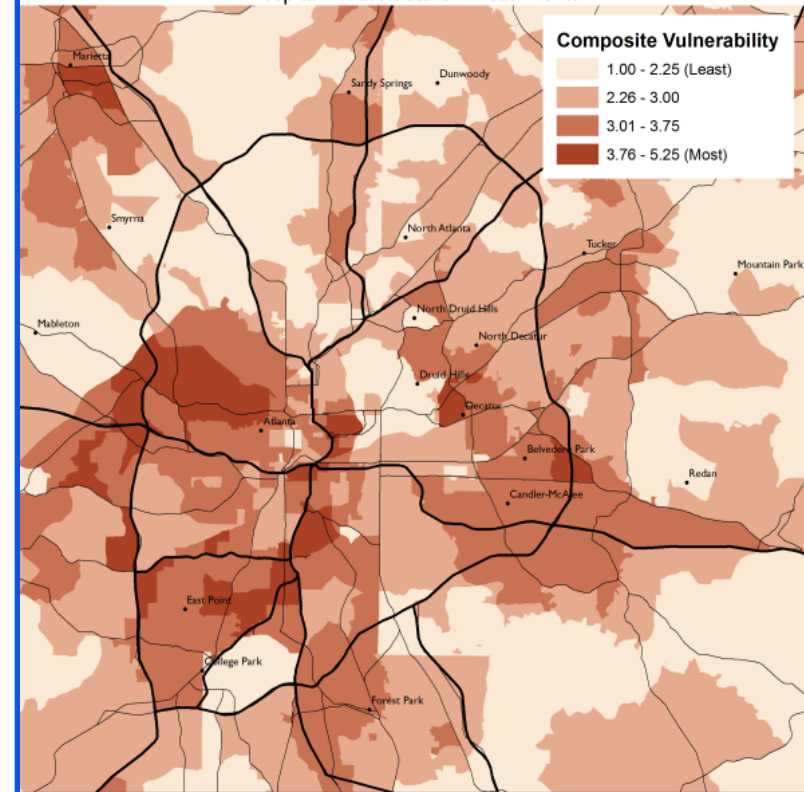 Composite Vulnerability
1.00 - 2.25 (Least)
2.26 - 3.00
3.01 - 3.75
3.76 - 5.25 (Most)
Marietta
Sandy Springs
Dunwoody
Smyrna
North Atlanta
Tucker
Mountain Park
Mableton
North Druid Hills
North Decatur
Druid Hills
Decatur
Atlanta
Belvedere Park
Redan
Candler-McAfee
East Point
College Park
Forest Park